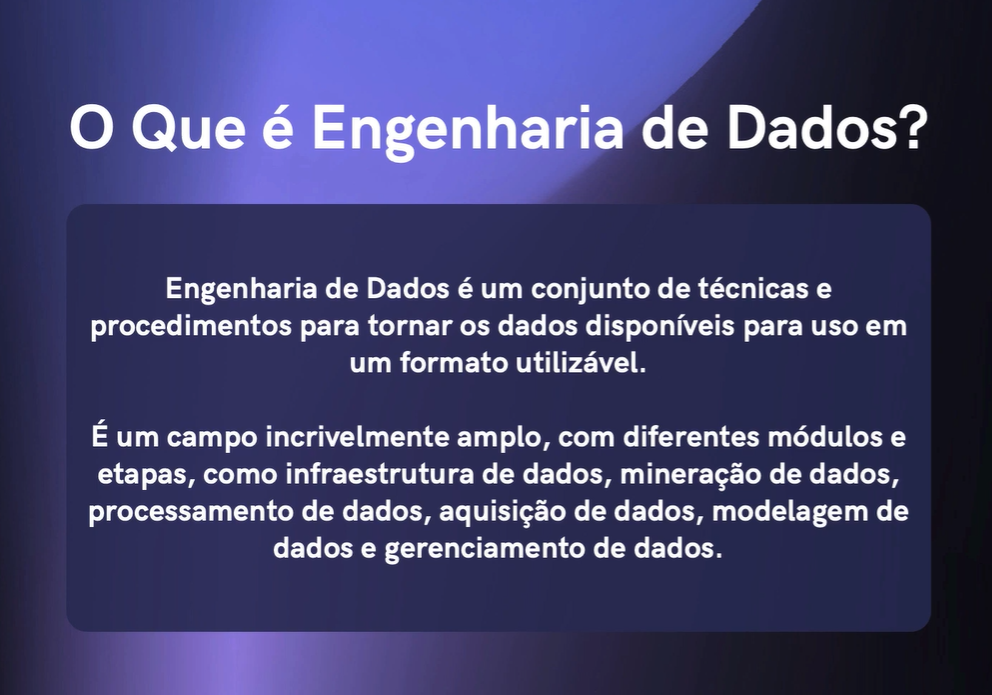 O Que é Engenharia de Dados?
Engenharia de Dados é um conjunto de técnicas e
procedimentos para tornar os dados disponíveis para uso em
um formato utilizável.
É um campo incrivelmente amplo, com diferentes módulos e
etapas, como infraestrutura de dados, mineração de dados,
processamento de dados, aquisição de dados, modelagem de
dados e gerenciamento de dados.